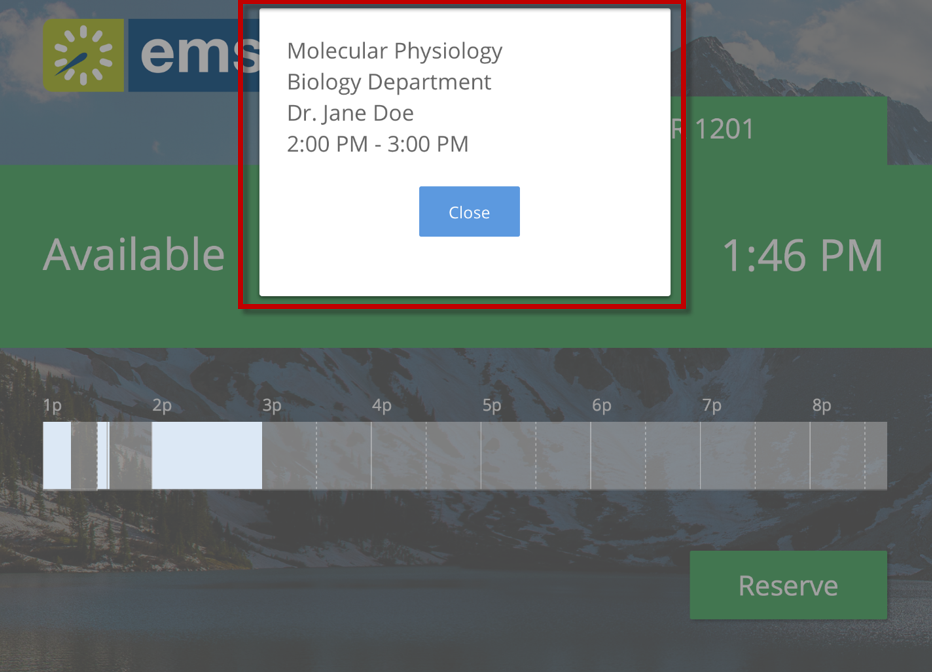 ems
Molecular Physiology
Biology Department
Dr. Jane Doe
2:00 PM - 3:00 PM
Close
R 1201
Available
1:46 PM
1p 2p 3p 4p 5p 6p 7p 8p
Reserve